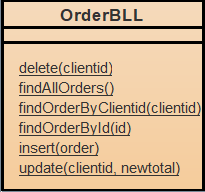 OrderBLL
delete(clientid)
findAllOrders()
findOrderByClientid(clientid)
findOrderById(id)
insert(order)
update(clientid, newtotal)